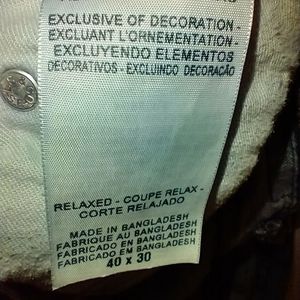 EXCLUSIVE OF DECORATION -
EXCLUANT L'ORNEMENTATION -
EXCLUYENDO ELEMENTOS
DECORATIVOS - EXCLUINDO DECORAÇÃO
RELAXED - COUPE RELAX -
CORTE RELAJADO
MADE IN BANGLADESH
FABRIQUE AU BANGLADESH
FABRICADO EN BANGLADESH
FABRICADO EM BANGLADESH
40 X 30